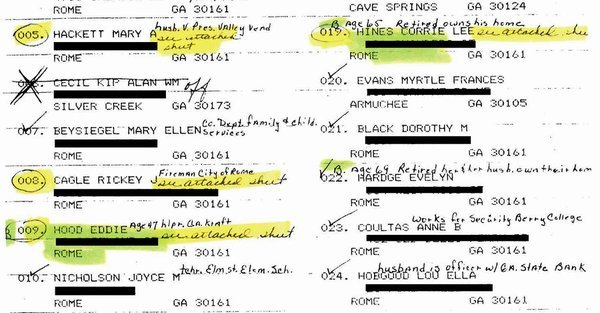 ROME GA 30161
005. HACKETT MARY A husb. V. Pres. Valley Vend
see attached
sheet
ROME GA 30161
CECIL KIP ALAN WM
SILVER CREEK GA 30173
007. BEYSIEGEL MARY ELLEN Co. Dept. family & child.
Services
ROME GA 30161
008. CAGLE RICKEY J Fireman City of Rome
see attached sheet
ROME GA 30161
B 009. HOOD EDDIE Age 47 hlpr. Ga. Kraft
see attached sheet
ROME GA 30161
010. NICHOLSON JOYCE M tchr. Elm st. Elem. Sch.
ROME GA 30161
CAVE SPRINGS GA 30124
B Age 65 Retired owns his home
019. HINES CORRIE LEE see attached sheet
ROME GA 30161
020.
EVANS MYRTLE FRANCES
ARMUCHEE GA 30105
021. BLACK DOROTHY M
ROME GA 30161
B. Age 69 Retired her & her husb. own their hom
022. HARDGE EVELYN
ROME GA 30161
023. works for Security Berry College
COULTAS ANNE B
ROME GA 30161
024. husband is officer w/ GA. State Bank
HOBGOOD LOU ELLA
ROME GA 30161